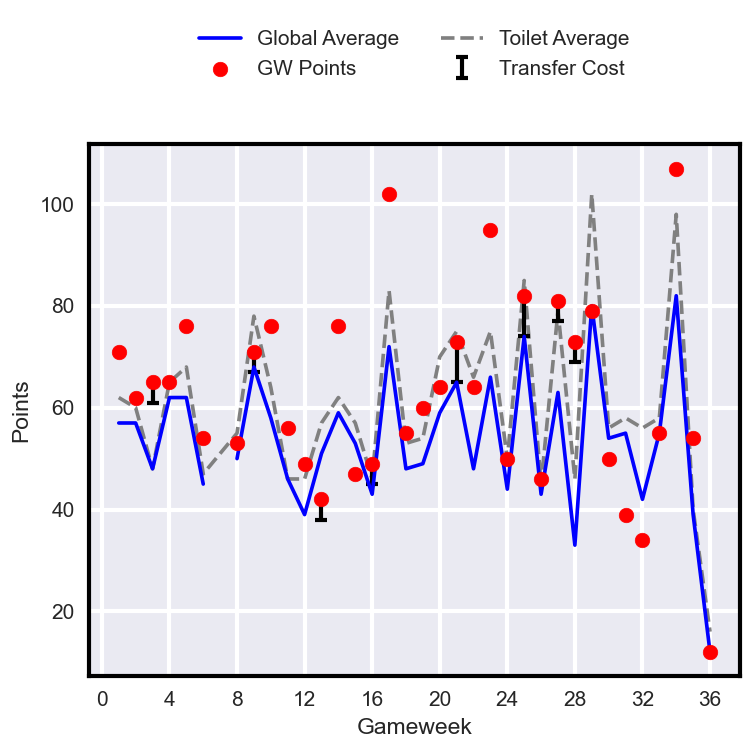 Global Average
Toilet Average
GW Points
Transfer Cost
100
80
60
40
20
Points
0 4 8 12 16 20 24 28 32 36
Gameweek